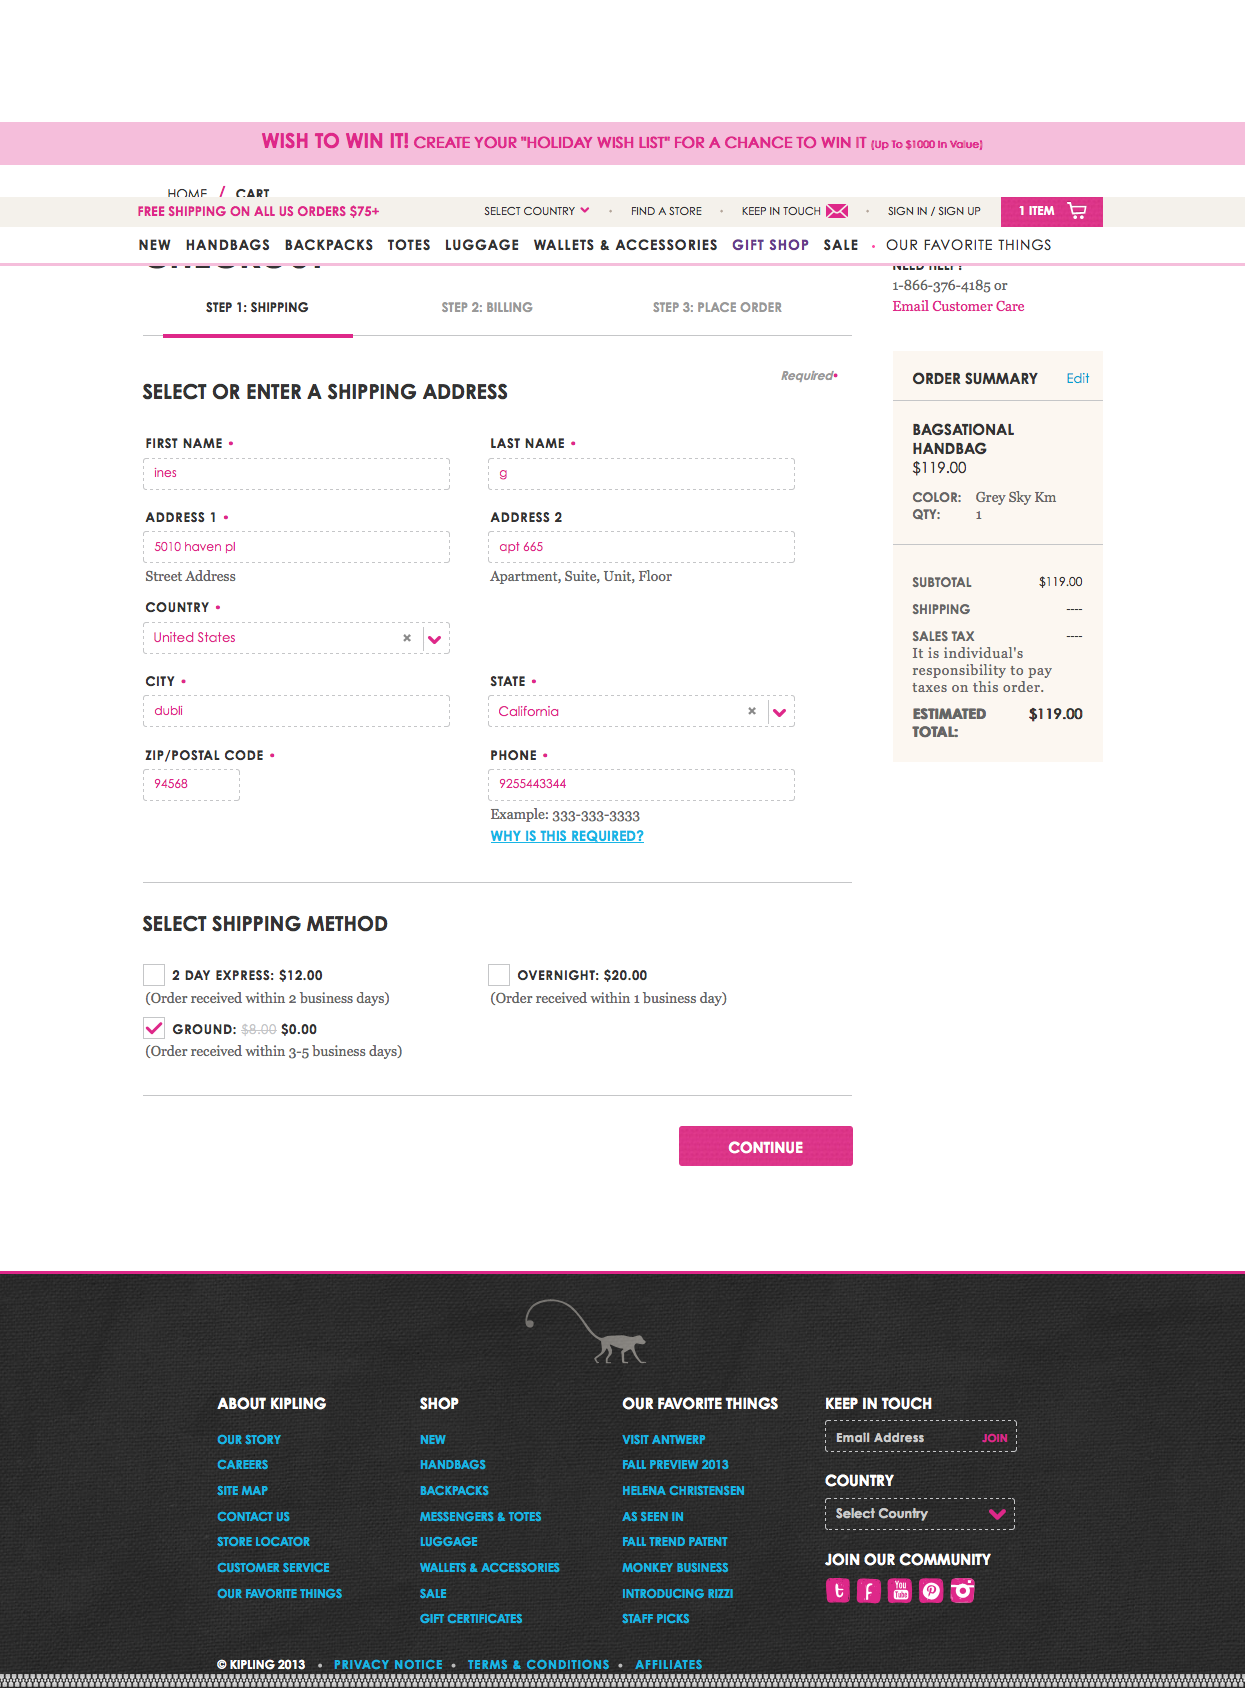 WISH TO WIN IT! CREATE YOUR "HOLIDAY WISH LIST" FOR A CHANCE TO WIN IT (Up To $1000 In Value)
HOME / CART
FREE SHIPPING ON ALL US ORDERS $75+ SELECT COUNTRY • FIND A STORE • KEEP IN TOUCH • SIGN IN / SIGN UP 1 ITEM
NEW HANDBAGS BACKPACKS TOTES LUGGAGE WALLETS & ACCESSORIES GIFT SHOP SALE • OUR FAVORITE THINGS
CHECKOUT
NEED HELP?
1-866-376-4185 or
Email Customer Care
STEP 1: SHIPPING STEP 2: BILLING STEP 3: PLACE ORDER
Required•
SELECT OR ENTER A SHIPPING ADDRESS
FIRST NAME • LAST NAME •
ines g
ADDRESS 1 • ADDRESS 2
5010 haven pl apt 665
Street Address Apartment, Suite, Unit, Floor
COUNTRY •
United States ×
CITY • STATE •
dubli California ×
ZIP/POSTAL CODE • PHONE •
94568 9255443344
Example: 333-333-3333
WHY IS THIS REQUIRED?
ORDER SUMMARY Edit
BAGSATIONAL
HANDBAG
$119.00
COLOR: Grey Sky Km
QTY: 1
SUBTOTAL $119.00
SHIPPING ----
SALES TAX ----
It is individual's
responsibility to pay
taxes on this order.
ESTIMATED $119.00
TOTAL:
SELECT SHIPPING METHOD
2 DAY EXPRESS: $12.00 OVERNIGHT: $20.00
(Order received within 2 business days) (Order received within 1 business day)
GROUND: $8.00 $0.00
(Order received within 3-5 business days)
CONTINUE
ABOUT KIPLING
OUR STORY
CAREERS
SITE MAP
CONTACT US
STORE LOCATOR
CUSTOMER SERVICE
OUR FAVORITE THINGS
SHOP
NEW
HANDBAGS
BACKPACKS
MESSENGERS & TOTES
LUGGAGE
WALLETS & ACCESSORIES
SALE
GIFT CERTIFICATES
OUR FAVORITE THINGS
VISIT ANTWERP
FALL PREVIEW 2013
HELENA CHRISTENSEN
AS SEEN IN
FALL TREND PATENT
MONKEY BUSINESS
INTRODUCING RIZZI
STAFF PICKS
KEEP IN TOUCH
Email Address JOIN
COUNTRY
Select Country
JOIN OUR COMMUNITY
You Tube
© KIPLING 2013 • PRIVACY NOTICE • TERMS & CONDITIONS • AFFILIATES